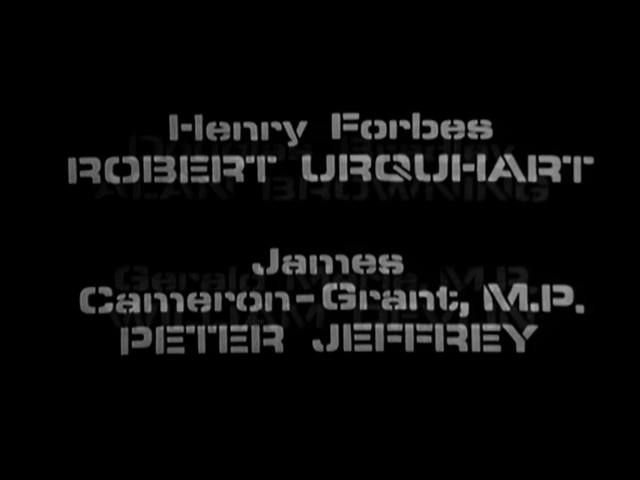 Henry Forbes
ROBERT URQUHART
James
Cameron-Grant, M.P.
PETER JEFFREY